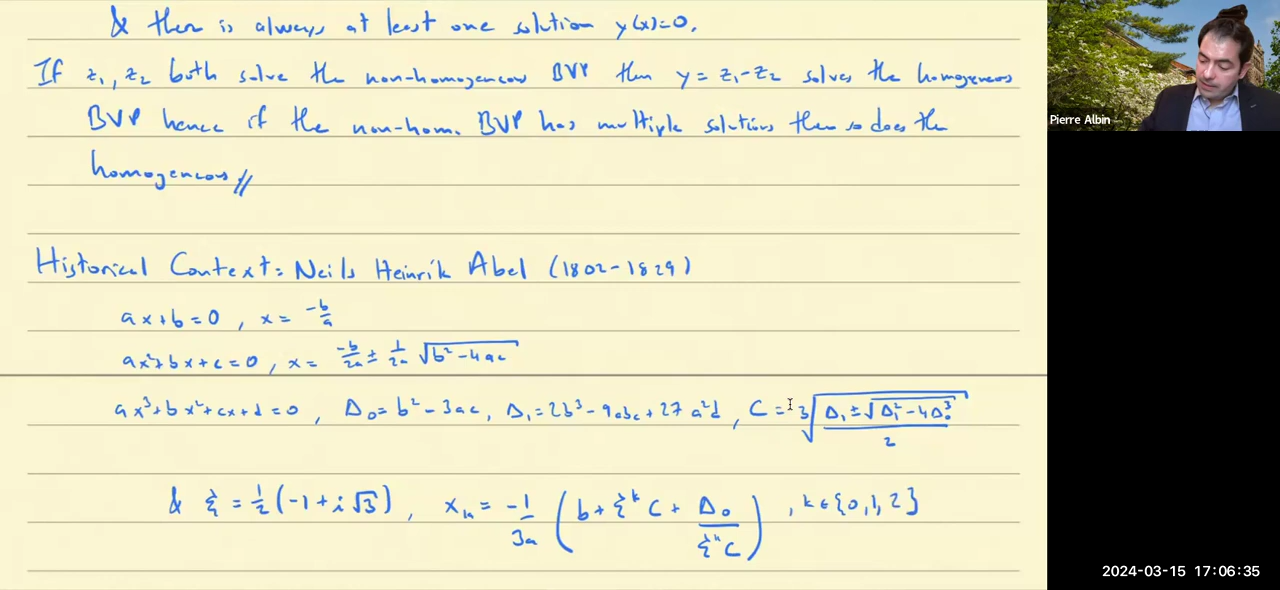 & there is always at least one solution y(x)=0.
If z₁, z₂ both solve the non-homogeneous BVP then y = z₁-z₂ solves the homogeneous
BVP hence if the non-hom. BVP has multiple solutions then so does the
homogeneous //
Historical Context: Neils Heinrik Abel (1802-1829)
ax+b=0, x = -b/a
ax²+bx+c=0, x = -b/2a ± 1/2a √(b²-4ac)
ax³+bx²+cx+d=0, Δ₀=b²-3ac, Δ₁=2b³-9abc+27a²d, C = ∛((Δ₁±√(Δ₁²-4Δ₀³))/2)
& ξ = 1/2(-1+i√3), xₖ = -1/3a (b+ξᵏC+Δ₀/ξᵏC), k∈{0,1,2}
Pierre Albin
2024-03-15 17:06:35